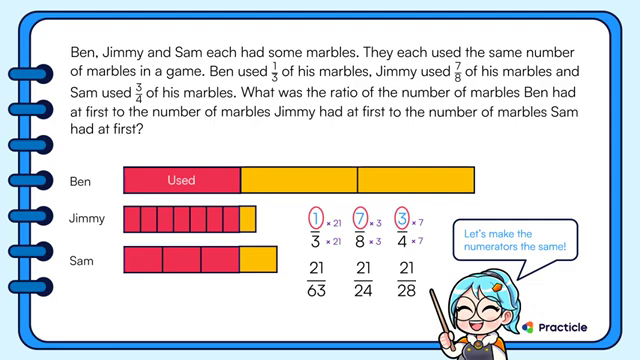 Ben, Jimmy and Sam each had some marbles. They each used the same number
of marbles in a game. Ben used 1/3 of his marbles, Jimmy used 7/8 of his marbles and
Sam used 3/4 of his marbles. What was the ratio of the number of marbles Ben had
at first to the number of marbles Jimmy had at first to the number of marbles Sam
had at first?
Ben
Used
Jimmy
Sam
1 × 21 7 × 3 3 × 7
3 × 21 8 × 3 4 × 7
21 21 21
63 24 28
Let's make the
numerators the same!
Practicle